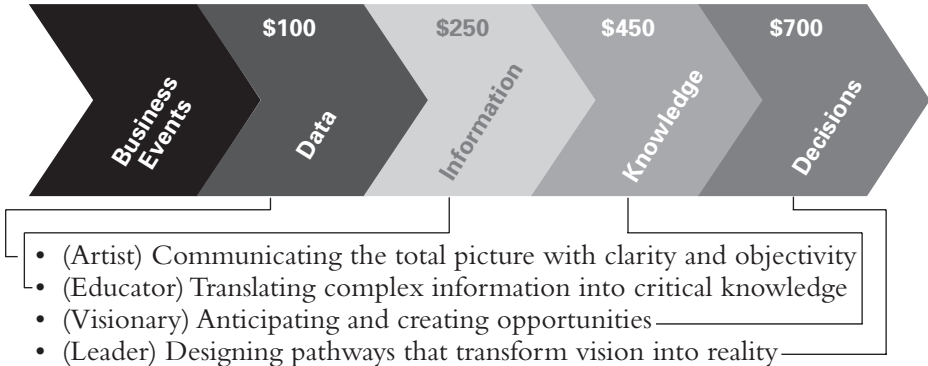 $100 $250 $450 $700
Business
Events
Data
Information
Knowledge
Decisions
• (Artist) Communicating the total picture with clarity and objectivity
• (Educator) Translating complex information into critical knowledge
• (Visionary) Anticipating and creating opportunities
• (Leader) Designing pathways that transform vision into reality